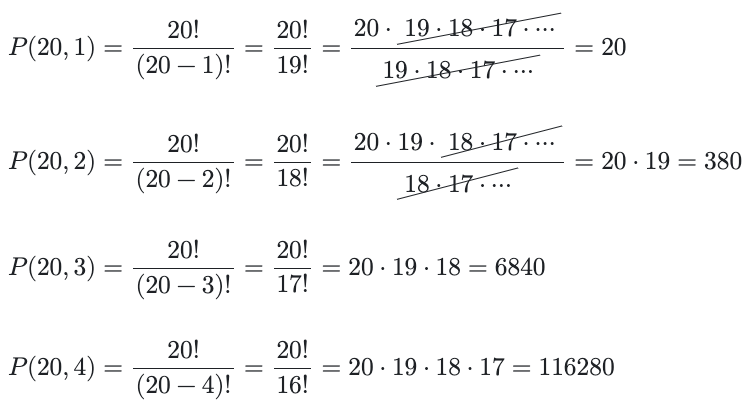 P(20, 1) = 20! / (20 − 1)! = 20! / 19! = 20 · 19 · 18 · 17 · ··· / 19 · 18 · 17 · ··· = 20
P(20, 2) = 20! / (20 − 2)! = 20! / 18! = 20 · 19 · 18 · 17 · ··· / 18 · 17 · ··· = 20 · 19 = 380
P(20, 3) = 20! / (20 − 3)! = 20! / 17! = 20 · 19 · 18 = 6840
P(20, 4) = 20! / (20 − 4)! = 20! / 16! = 20 · 19 · 18 · 17 = 116280